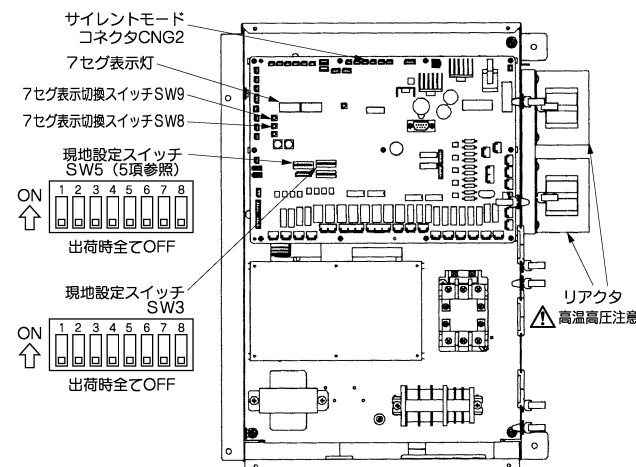 サイレントモード
コネクタCNG2
7セグ表示灯
7セグ表示切換スイッチSW9
7セグ表示切換スイッチSW8
現地設定スイッチ
SW5（5項参照）
ON
1 2 3 4 5 6 7 8
出荷時全てOFF
現地設定スイッチ
SW3
ON
1 2 3 4 5 6 7 8
出荷時全てOFF
リアクタ
高温高圧注意